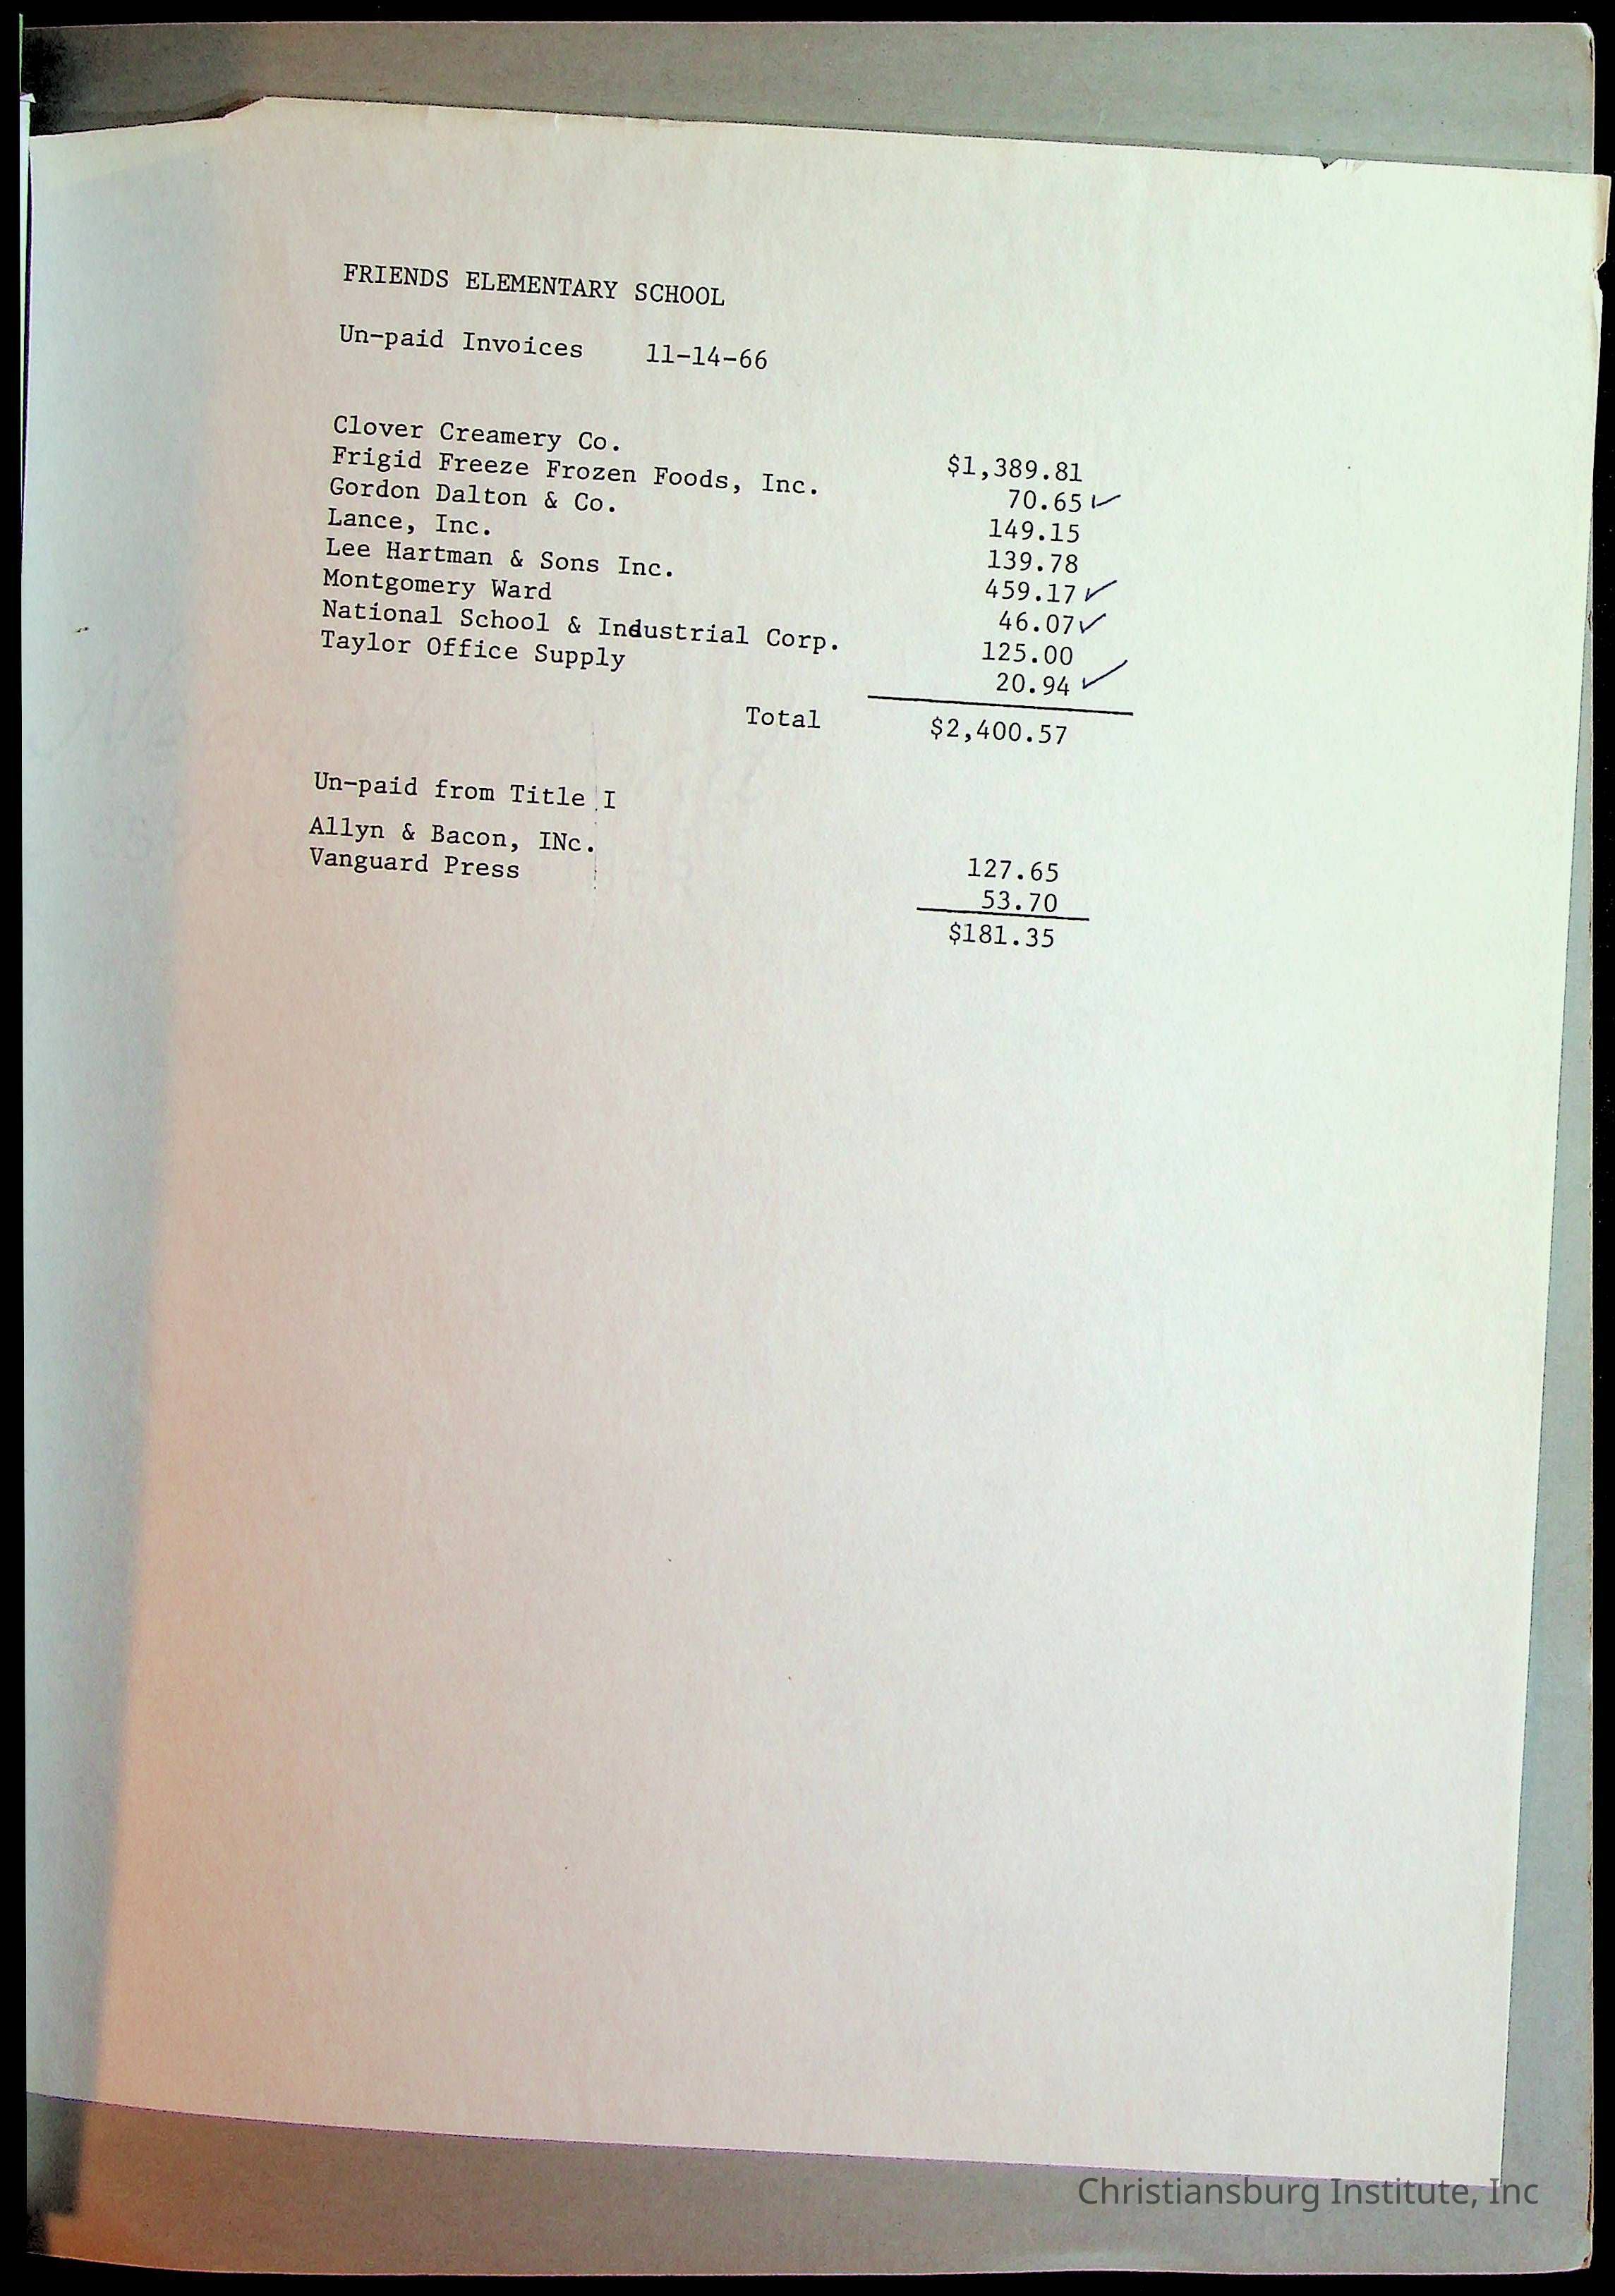 FRIENDS ELEMENTARY SCHOOL
Un-paid Invoices 11-14-66
Clover Creamery Co. $1,389.81
Frigid Freeze Frozen Foods, Inc. 70.65 ✓
Gordon Dalton & Co. 149.15
Lance, Inc. 139.78
Lee Hartman & Sons Inc. 459.17 ✓
Montgomery Ward 46.07 ✓
National School & Industrial Corp. 125.00
Taylor Office Supply 20.94 ✓
Total $2,400.57
Un-paid from Title I
Allyn & Bacon, INc. 127.65
Vanguard Press 53.70
$181.35
Christiansburg Institute, Inc